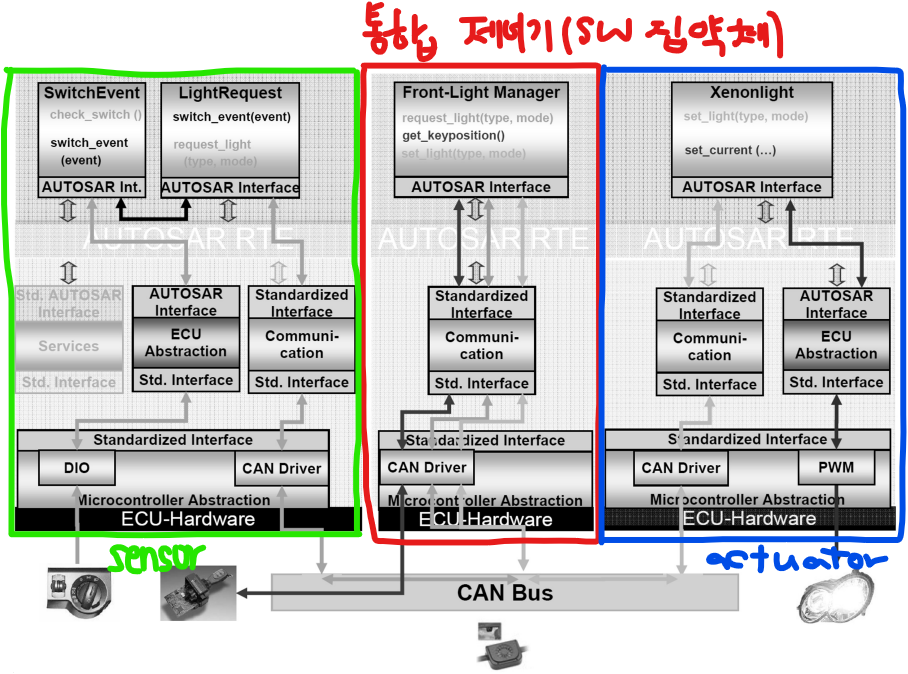 통합 제어기(SW 집약체)
SwitchEvent
check_switch ()
switch_event
(event)
AUTOSAR Int.
LightRequest
switch_event(event)
request_light
(type, mode)
AUTOSAR Interface
AUTOSAR RTE
Std. AUTOSAR
Interface
Services
Std. Interface
AUTOSAR
Interface
ECU
Abstraction
Std. Interface
Standardized
Interface
Communi-
cation
Std. Interface
Standardized Interface
DIO
CAN Driver
Microcontroller Abstraction
ECU-Hardware
sensor
Front-Light Manager
request_light(type, mode)
get_keyposition()
set_light(type, mode)
AUTOSAR Interface
AUTOSAR RTE
Standardized
Interface
Communi-
cation
Std. Interface
Standardized Interface
CAN Driver
Microcontroller Abstraction
ECU-Hardware
Xenonlight
set_light(type, mode)
set_current (...)
AUTOSAR Interface
AUTOSAR RTE
Standardized
Interface
Communi-
cation
Std. Interface
AUTOSAR
Interface
ECU
Abstraction
Std. Interface
Standardized Interface
CAN Driver
PWM
Microcontroller Abstraction
ECU-Hardware
actuator
CAN Bus